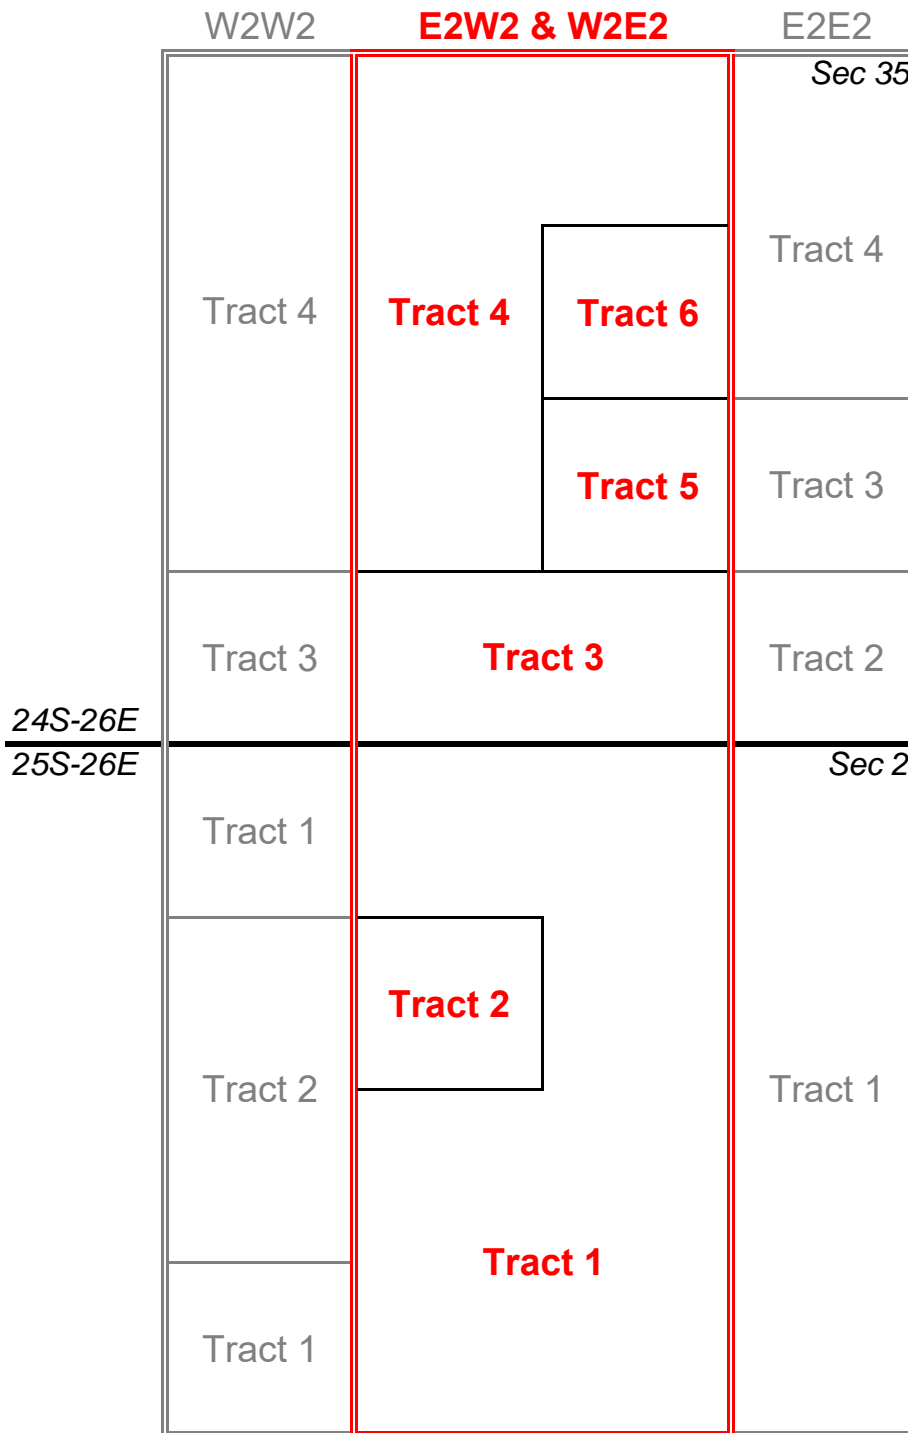 W2W2 E2W2 & W2E2 E2E2
Sec 35
Tract 4
Tract 4 Tract 4 Tract 6
Tract 5 Tract 3
Tract 3 Tract 3 Tract 2
24S-26E
25S-26E Sec 2
Tract 1
Tract 2
Tract 2 Tract 1
Tract 1
Tract 1